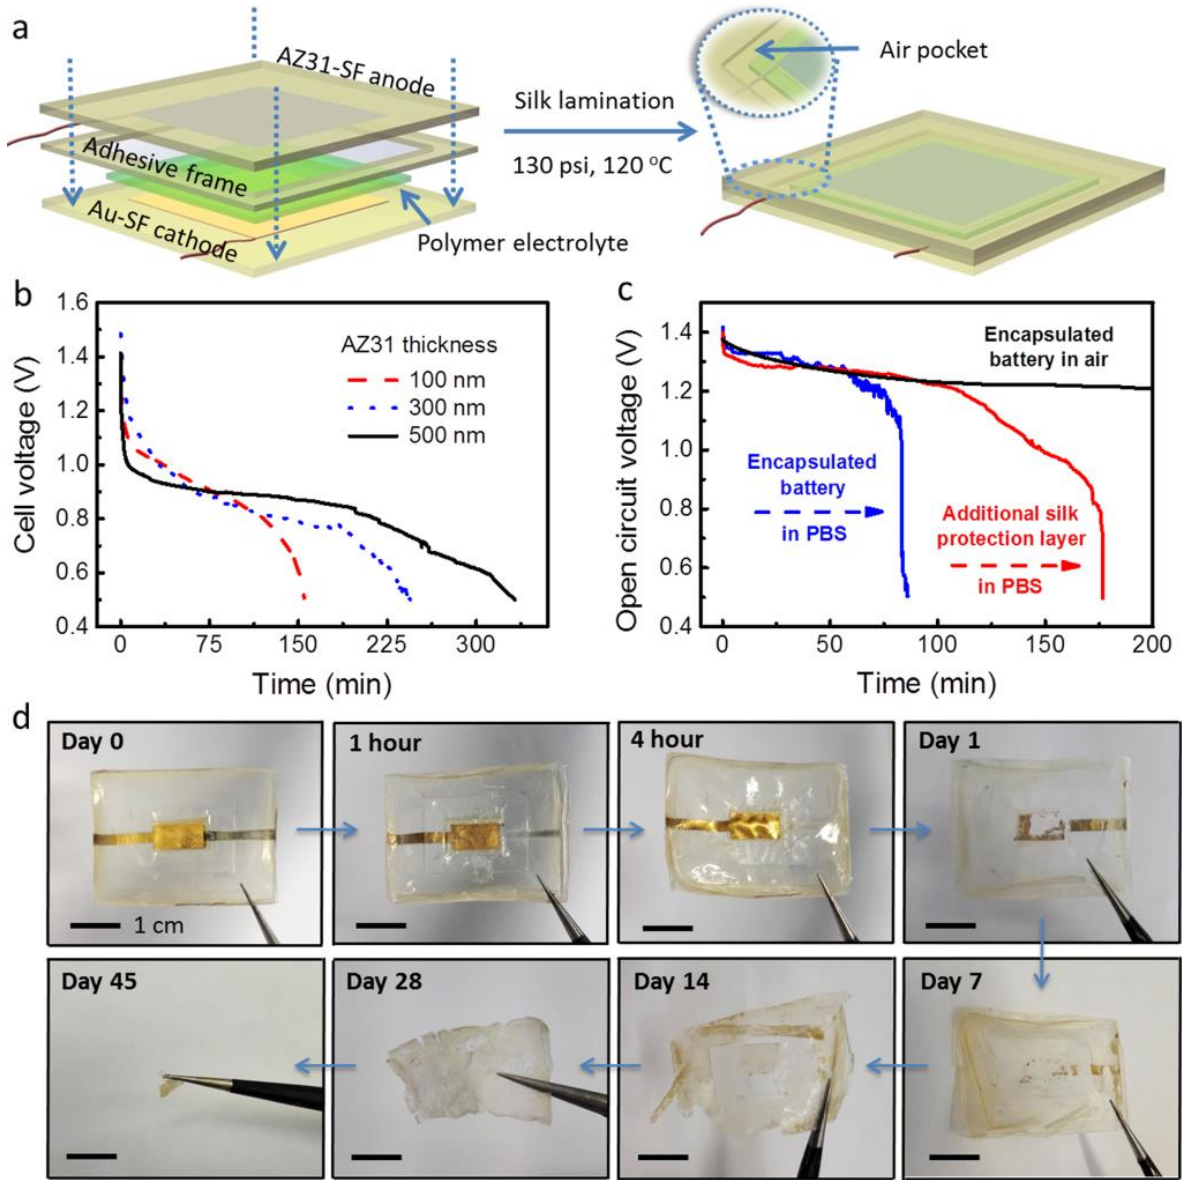 a
AZ31-SF anode
Adhesive frame
Au-SF cathode
Polymer electrolyte
Silk lamination
130 psi, 120 °C
Air pocket
b
1.6
1.4
1.2
1.0
0.8
0.6
0.4
Cell voltage (V)
AZ31 thickness
100 nm
300 nm
500 nm
0
75
150
225
300
Time (min)
c
1.4
1.2
1.0
0.8
0.6
0.4
Open circuit voltage (V)
Encapsulated
battery in air
Encapsulated
battery
in PBS
Additional silk
protection layer
in PBS
0
50
100
150
200
Time (min)
d
Day 0
1 cm
1 hour
4 hour
Day 1
Day 45
Day 28
Day 14
Day 7